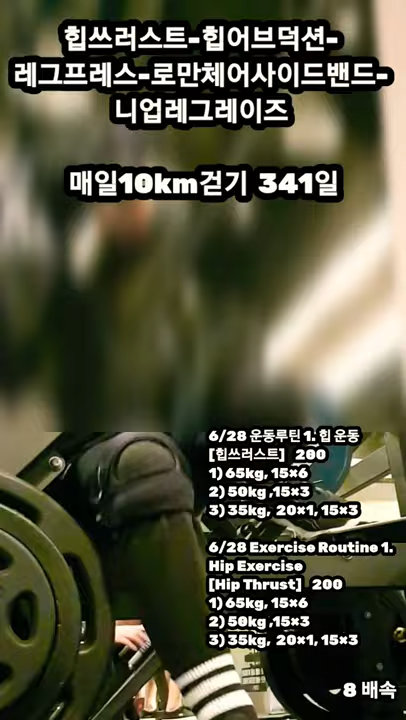 힙쓰러스트-힙어브덕션-
레그프레스-로만체어사이드밴드-
니업레그레이즈
매일10km걷기 341일
6/28 운동루틴 1. 힙 운동
[힙쓰러스트] 200
1) 65kg, 15×6
2) 50kg ,15×3
3) 35kg, 20×1, 15×3
6/28 Exercise Routine 1.
Hip Exercise
[Hip Thrust] 200
1) 65kg, 15×6
2) 50kg ,15×3
3) 35kg, 20×1, 15×3
-8 배속